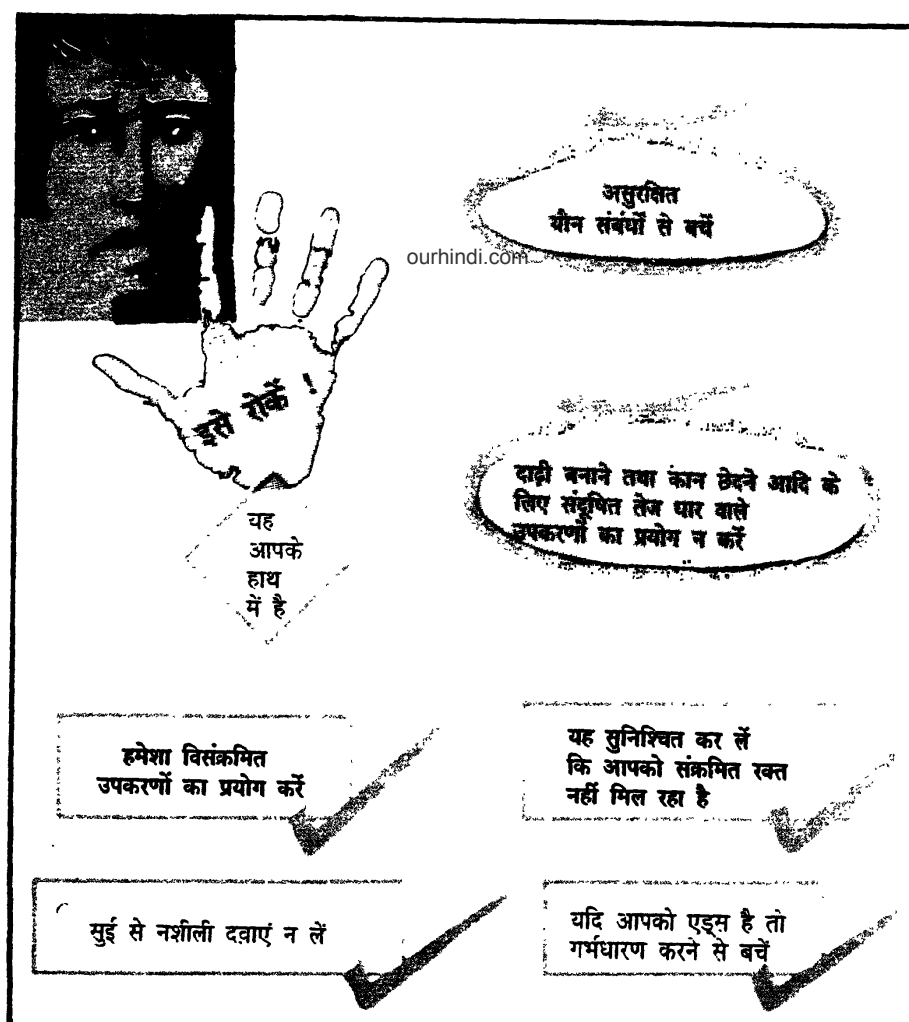 असुरक्षित
यौन संबंधों से बचें
ourhindi.com
इसे रोकें !
दाढ़ी बनाने तथा कान छेदने आदि के
लिए संदूषित तेज धार वाले
उपकरणों का प्रयोग न करें
यह
आपके
हाथ
में है
हमेशा विसंक्रमित
उपकरणों का प्रयोग करें
यह सुनिश्चित कर लें
कि आपको संक्रमित रक्त
नहीं मिल रहा है
सुई से नशीली दवाएं न लें
यदि आपको एड्स है तो
गर्भधारण करने से बचें